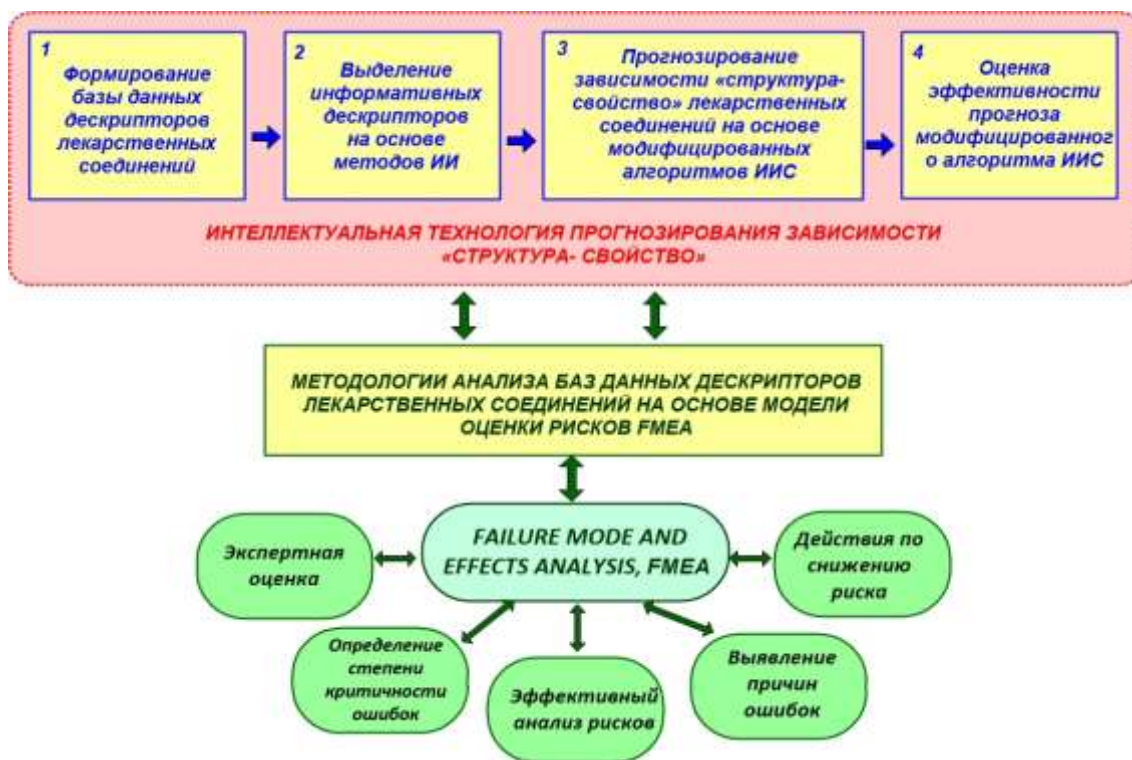 1
Формирование
базы данных
дескрипторов
лекарственных
соединений
2
Выделение
информативных
дескрипторов
на основе
методов ИИ
3
Прогнозирование
зависимости «структура-
свойство» лекарственных
соединений на основе
модифицированных
алгоритмов ИИС
4
Оценка
эффективности
прогноза
модифицированног
о алгоритма ИИС
ИНТЕЛЛЕКТУАЛЬНАЯ ТЕХНОЛОГИЯ ПРОГНОЗИРОВАНИЯ ЗАВИСИМОСТИ
«СТРУКТУРА- СВОЙСТВО»
МЕТОДОЛОГИИ АНАЛИЗА БАЗ ДАННЫХ ДЕСКРИПТОРОВ
ЛЕКАРСТВЕННЫХ СОЕДИНЕНИЙ НА ОСНОВЕ МОДЕЛИ
ОЦЕНКИ РИСКОВ FMEA
FAILURE MODE AND
EFFECTS ANALYSIS, FMEA
Экспертная
оценка
Определение
степени
критичности
ошибок
Эффективный
анализ рисков
Выявление
причин
ошибок
Действия по
снижению
риска